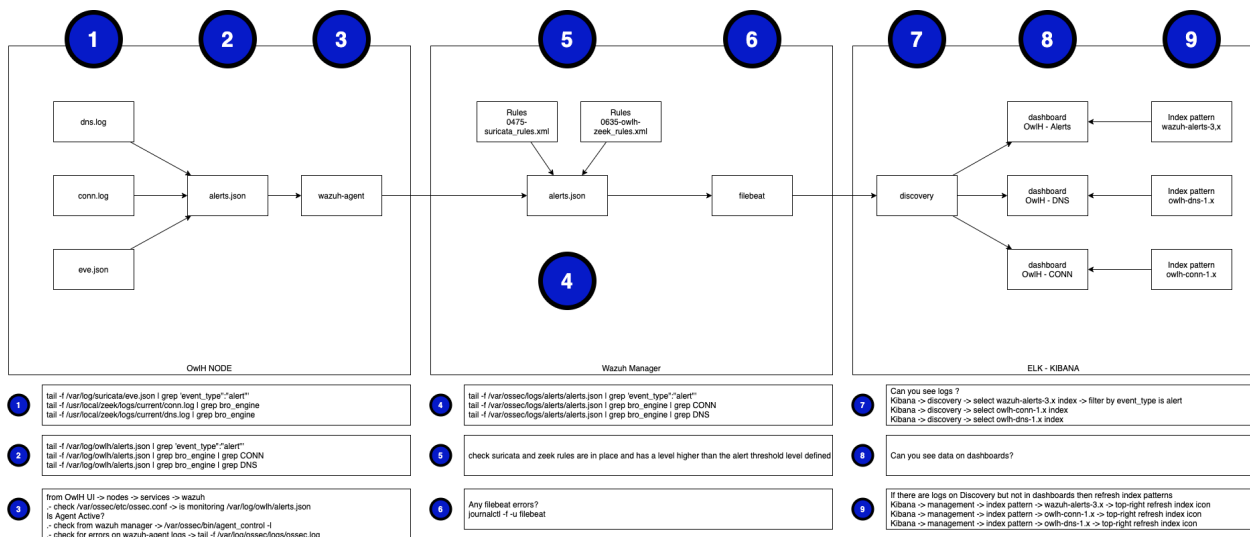 1
2
3
5
6
7
8
9
dns.log
conn.log
eve.json
alerts.json
wazuh-agent
Rules
0475-
suricata_rules.xml
Rules
0635-owlh-
zeek_rules.xml
alerts.json
filebeat
4
discovery
dashboard
OwlH - Alerts
dashboard
OwlH - DNS
dashboard
OwlH - CONN
Index pattern
wazuh-alerts-3,x
Index pattern
owlh-dns-1.x
Index pattern
owlh-conn-1.x
OwlH NODE
Wazuh Manager
ELK - KIBANA
1
tail -f /var/log/suricata/eve.json | grep 'event_type":"alert"'
tail -f /usr/local/zeek/logs/current/conn.log | grep bro_engine
tail -f /usr/local/zeek/logs/current/dns.log | grep bro_engine
2
tail -f /var/log/owlh/alerts.json | grep 'event_type":"alert"'
tail -f /var/log/owlh/alerts.json | grep bro_engine | grep CONN
tail -f /var/log/owlh/alerts.json | grep bro_engine | grep DNS
3
from OwlH UI -> nodes -> services -> wazuh
.- check /var/ossec/etc/ossec.conf -> is monitoring /var/log/owlh/alerts.json
Is Agent Active?
.- check from wazuh manager -> /var/ossec/bin/agent_control -l
.- check for errors on wazuh-agent logs -> tail -f /var/log/ossec/logs/ossec.log
4
tail -f /var/ossec/logs/alerts/alerts.json | grep 'event_type":"alert"'
tail -f /var/ossec/logs/alerts/alerts.json | grep bro_engine | grep CONN
tail -f /var/ossec/logs/alerts/alerts.json | grep bro_engine | grep DNS
5
check suricata and zeek rules are in place and has a level higher than the alert threshold level defined
6
Any filebeat errors?
journalctl -f -u filebeat
7
Can you see logs ?
Kibana -> discovery -> select wazuh-alerts-3.x index -> filter by event_type is alert
Kibana -> discovery -> select owlh-conn-1.x index
Kibana -> discovery -> select owlh-dns-1.x index
8
Can you see data on dashboards?
9
If there are logs on Discovery but not in dashboards then refresh index patterns
Kibana -> management -> index pattern -> wazuh-alerts-3.x -> top-right refresh index icon
Kibana -> management -> index pattern -> owlh-conn-1.x -> top-right refresh index icon
Kibana -> management -> index pattern -> owlh-dns-1.x -> top-right refresh index icon